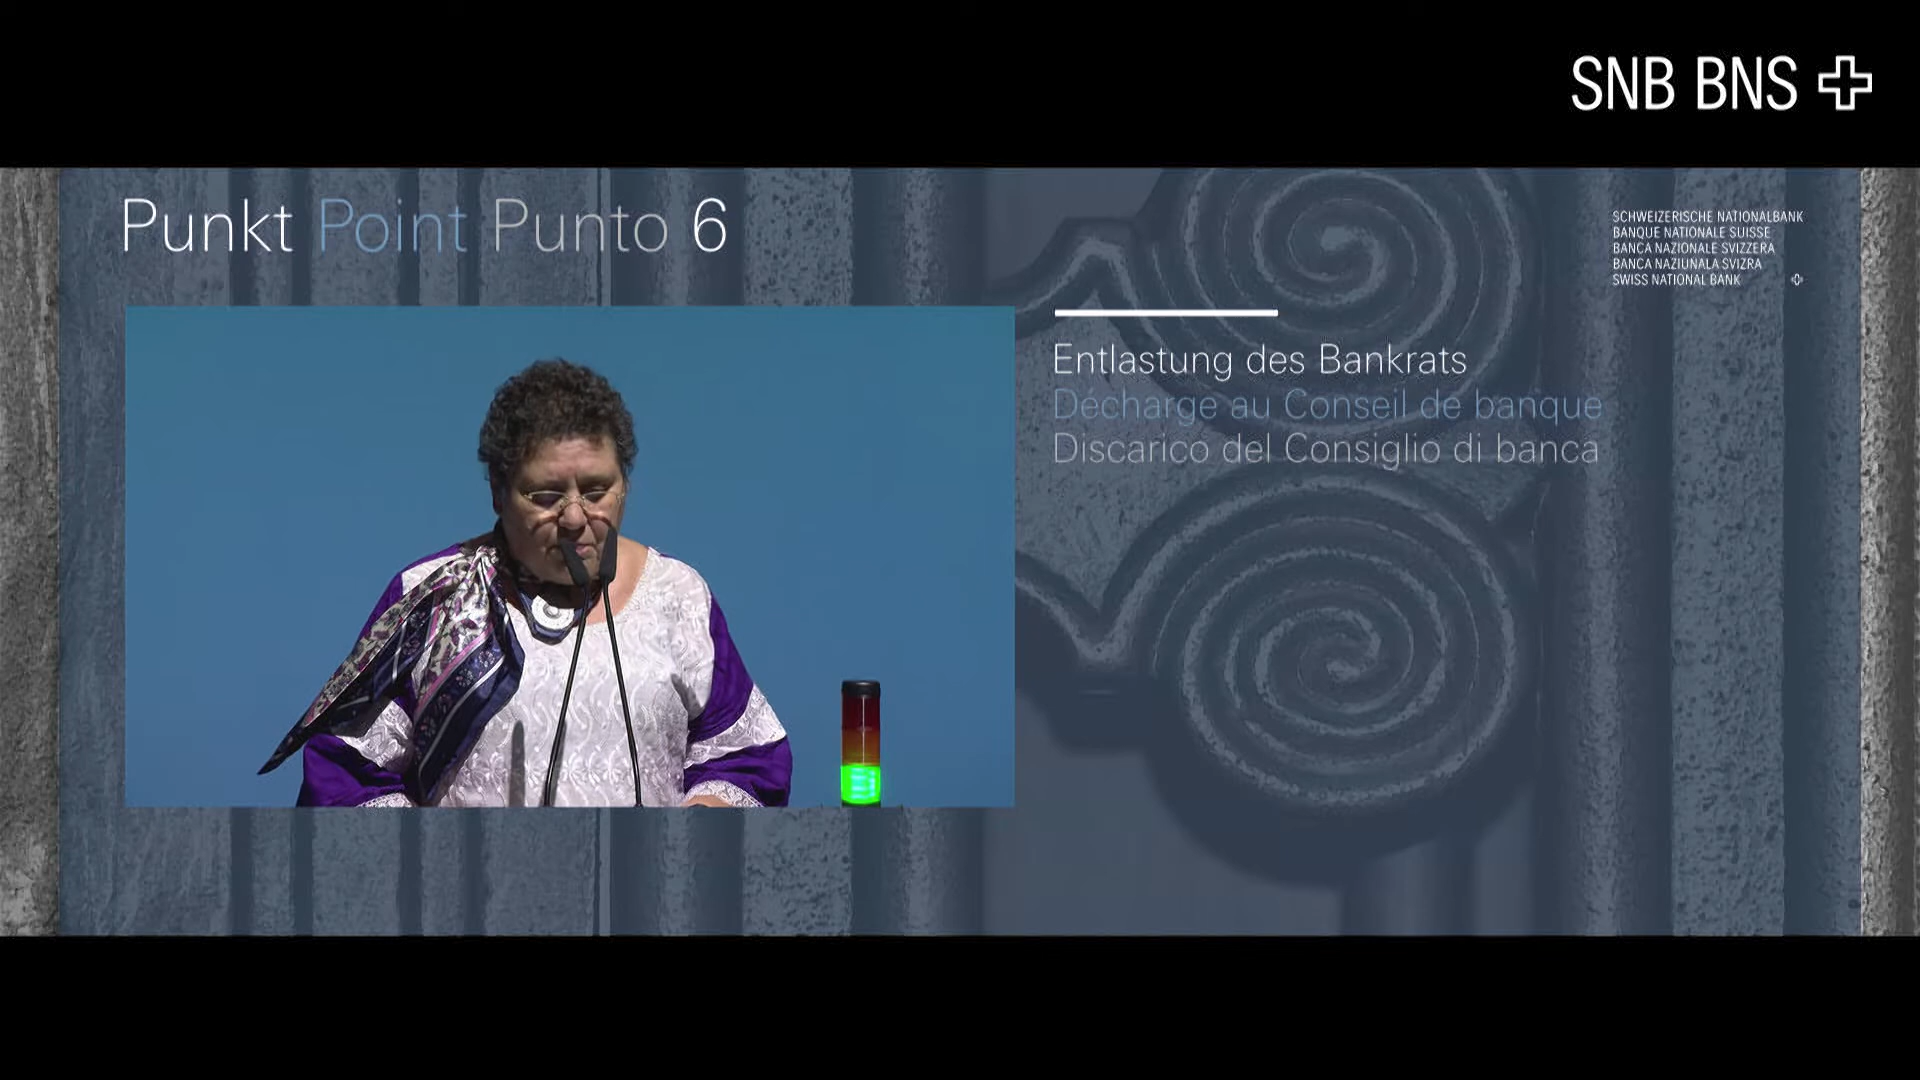 SNB BNS
Punkt Point Punto 6
SCHWEIZERISCHE NATIONALBANK
BANQUE NATIONALE SUISSE
BANCA NAZIONALE SVIZZERA
BANCA NAZIUNALA SVIZRA
SWISS NATIONAL BANK
Entlastung des Bankrats
Décharge au Conseil de banque
Discarico del Consiglio di banca